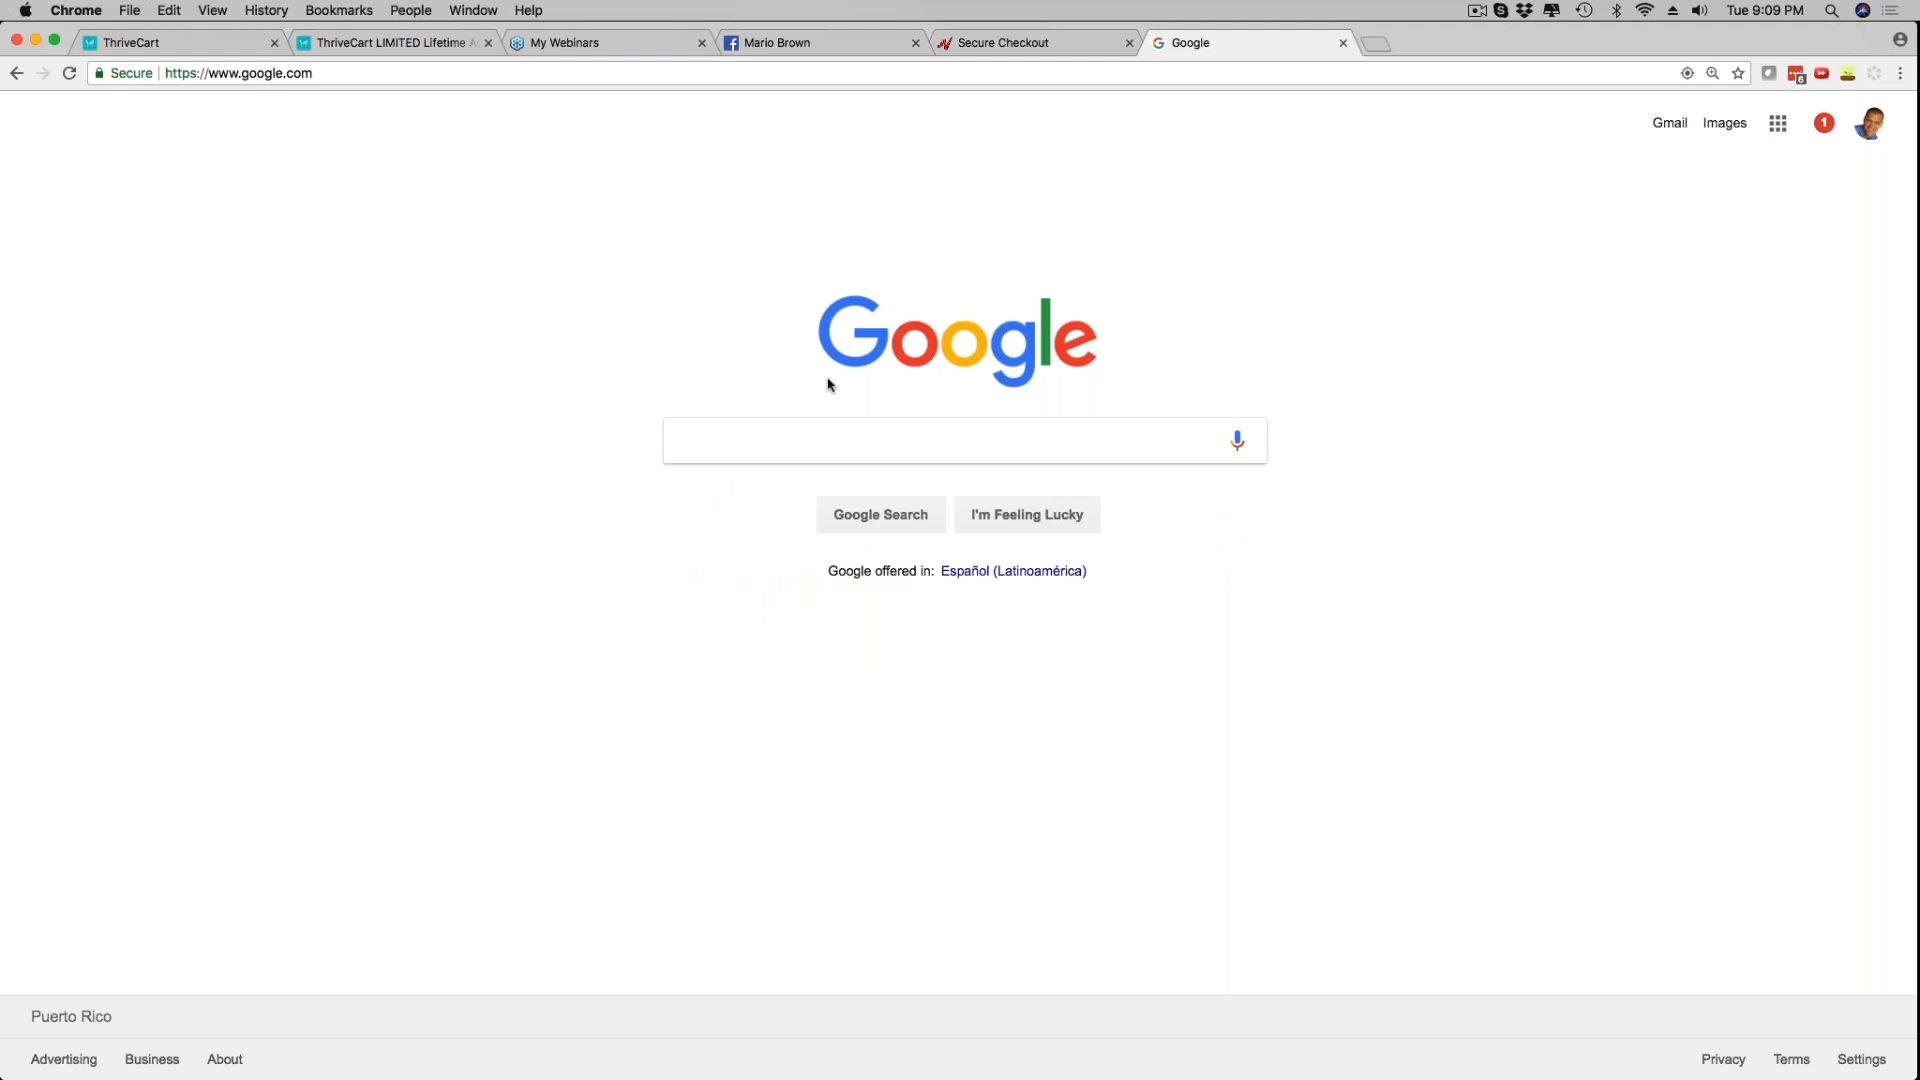 Chrome File Edit View History Bookmarks People Window Help Tue 9:09 PM
ThriveCart ThriveCart LIMITED Lifetime My Webinars Mario Brown Secure Checkout Google
Secure https://www.google.com
6
Gmail Images 1
Google
Google Search I'm Feeling Lucky
Google offered in: Español (Latinoamérica)
Puerto Rico
Advertising Business About Privacy Terms Settings